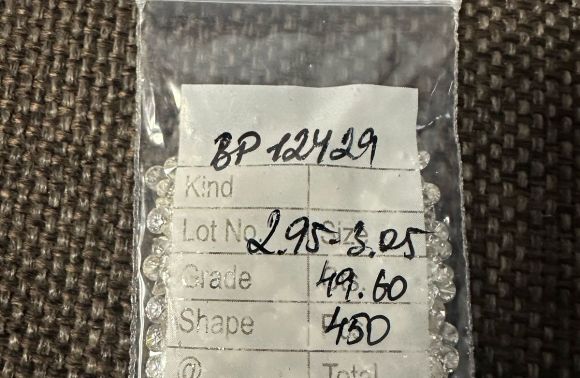 BP 12429
Kind
Lot No 2.95-3.05 Size
Grade 49.60
Shape 450
@ Total